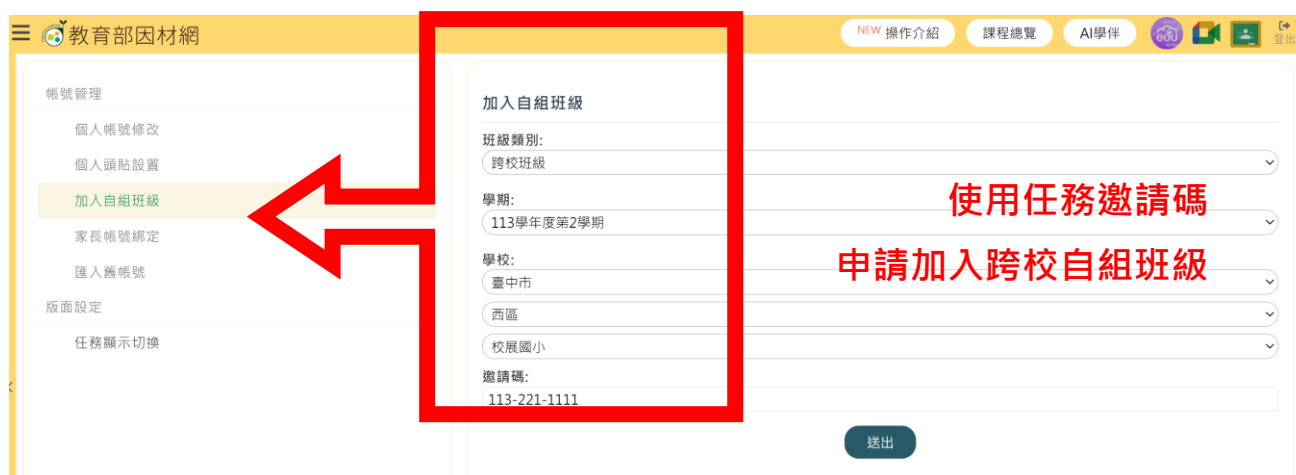 教育部因材網
NEW 操作介紹
課程總覽
AI學伴
登出
帳號管理
個人帳號修改
個人頭貼設置
加入自組班級
家長帳號綁定
匯入舊帳號
版面設定
任務顯示切換
加入自組班級
班級類別:
跨校班級
學期:
113學年度第2學期
學校:
臺中市
西區
校展國小
邀請碼:
113-221-1111
送出
使用任務邀請碼
申請加入跨校自組班級